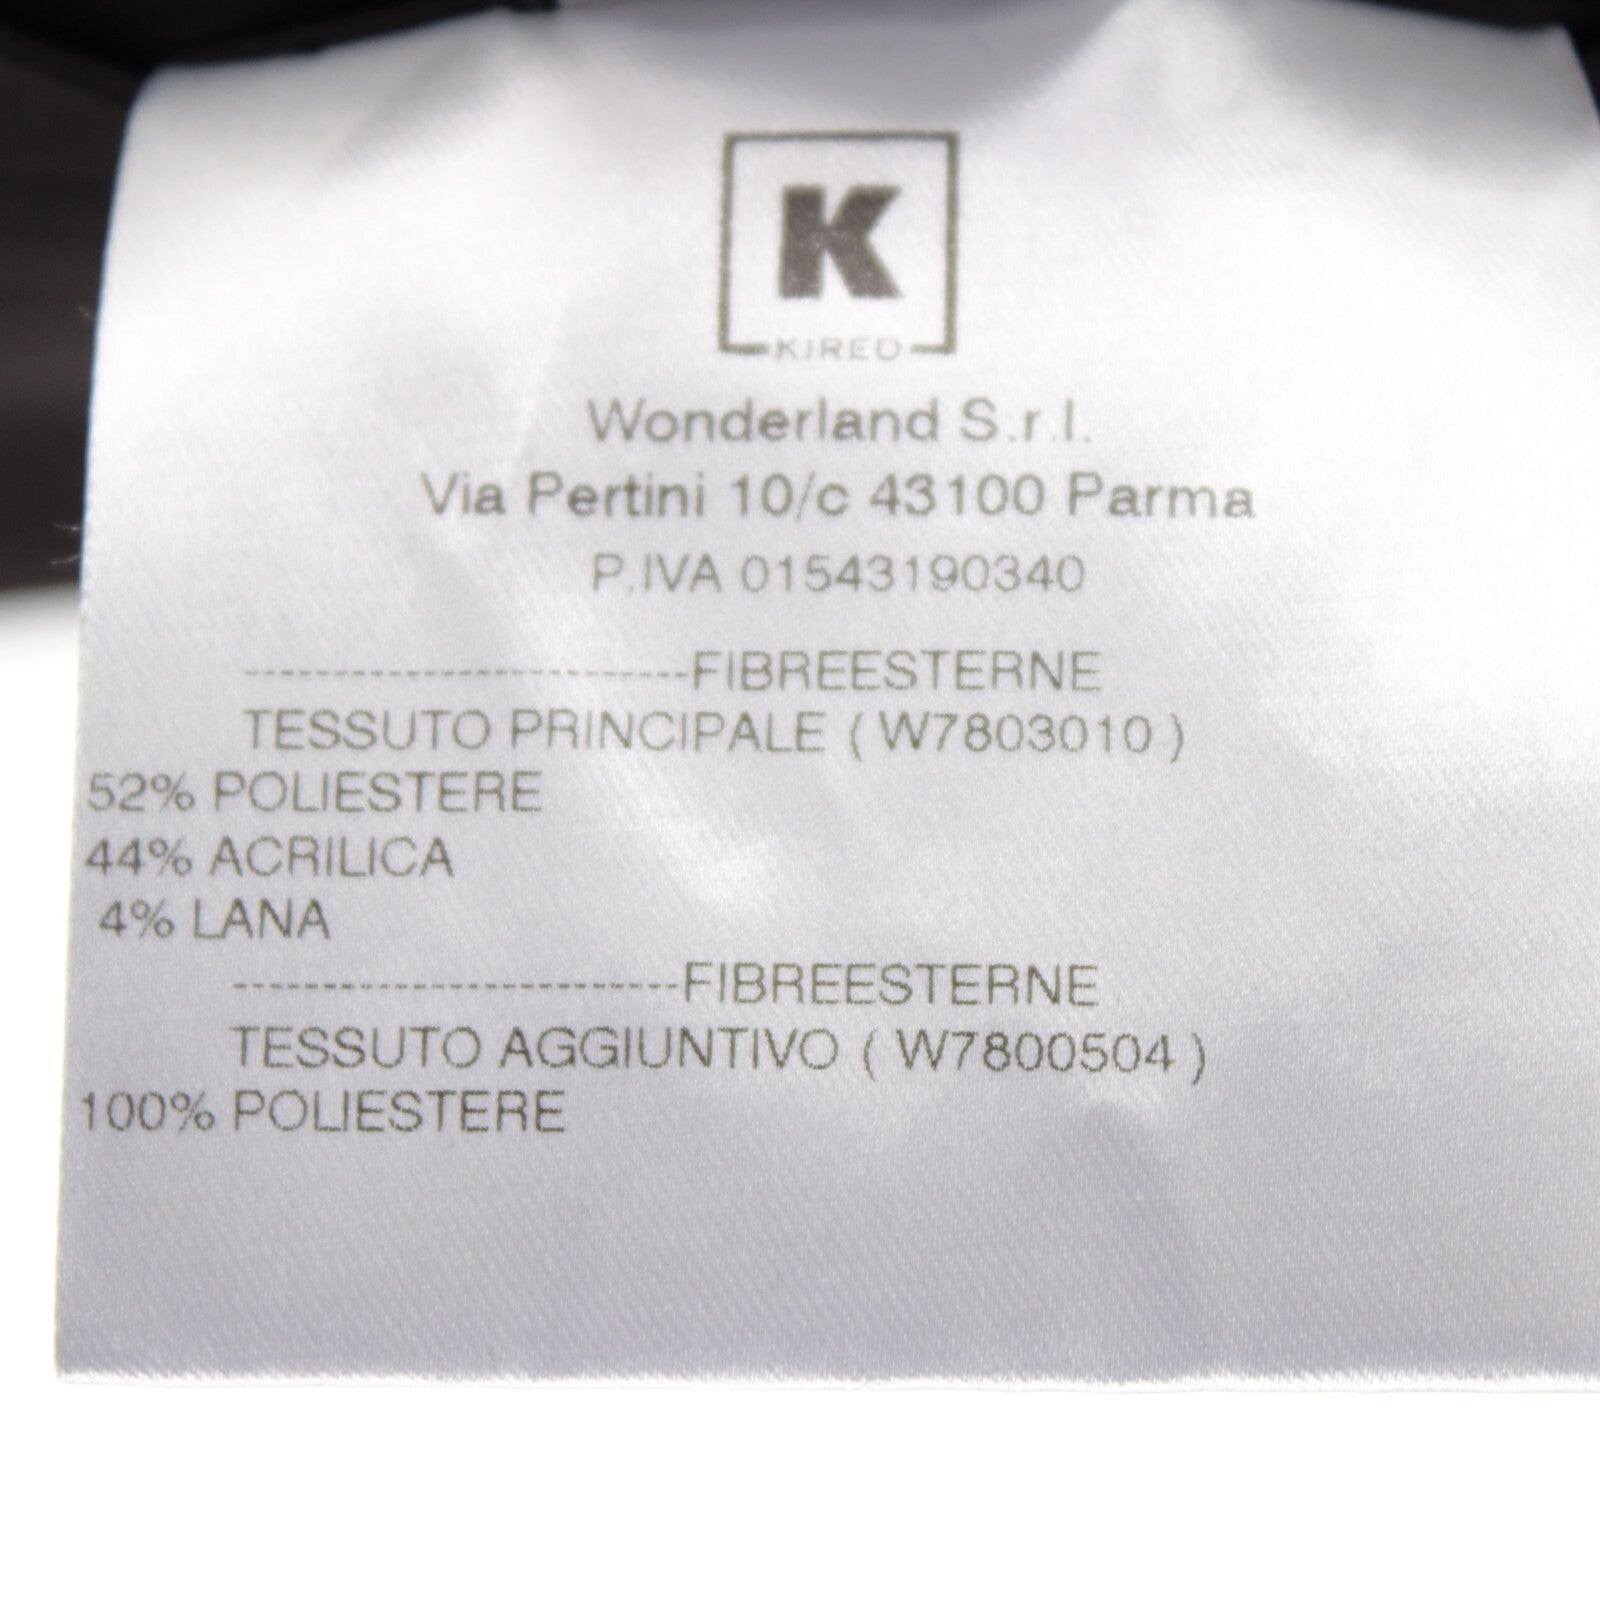 K
KIRED
Wonderland S.r.l.
Via Pertini 10/c 43100 Parma
P.IVA 01543190340
------------------------FIBREESTERNE
TESSUTO PRINCIPALE ( W7803010 )
52% POLIESTERE
44% ACRILICA
4% LANA
------------------------FIBREESTERNE
TESSUTO AGGIUNTIVO ( W7800504 )
100% POLIESTERE